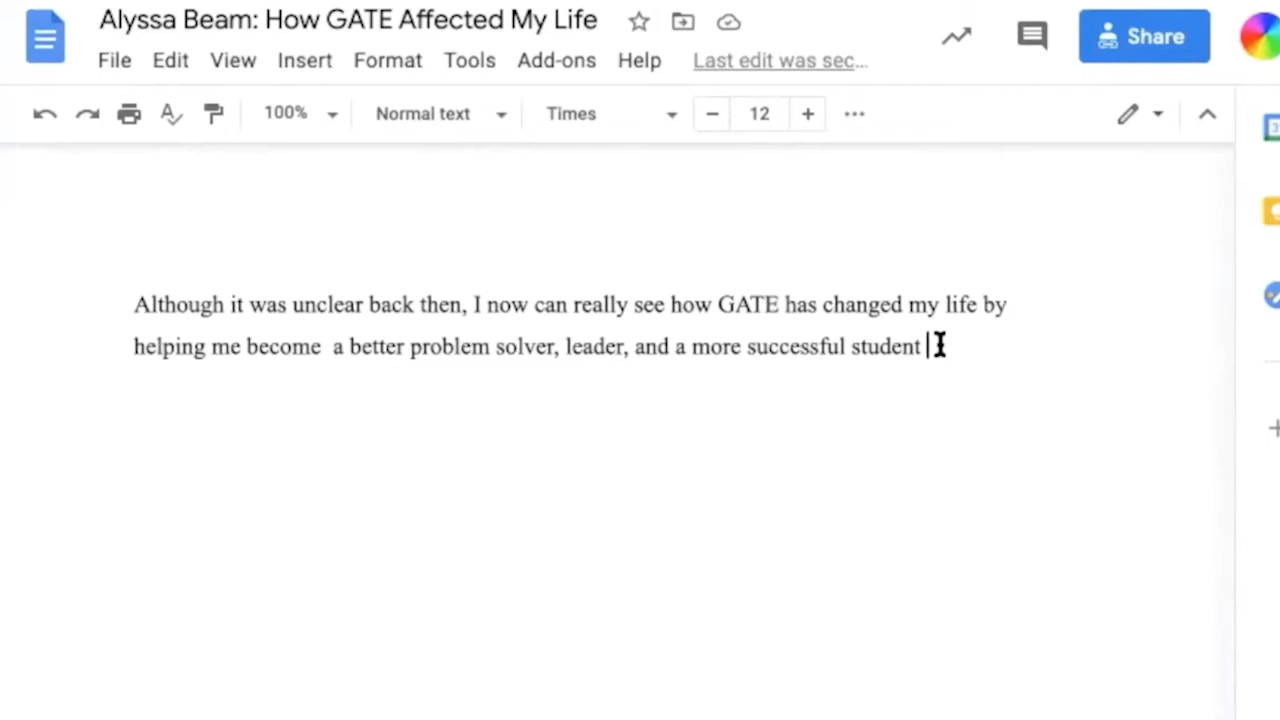 Alyssa Beam: How GATE Affected My Life
Share
File Edit View Insert Format Tools Add-ons Help Last edit was sec...
100% Normal text Times 12
Although it was unclear back then, I now can really see how GATE has changed my life by
helping me become  a better problem solver, leader, and a more successful student